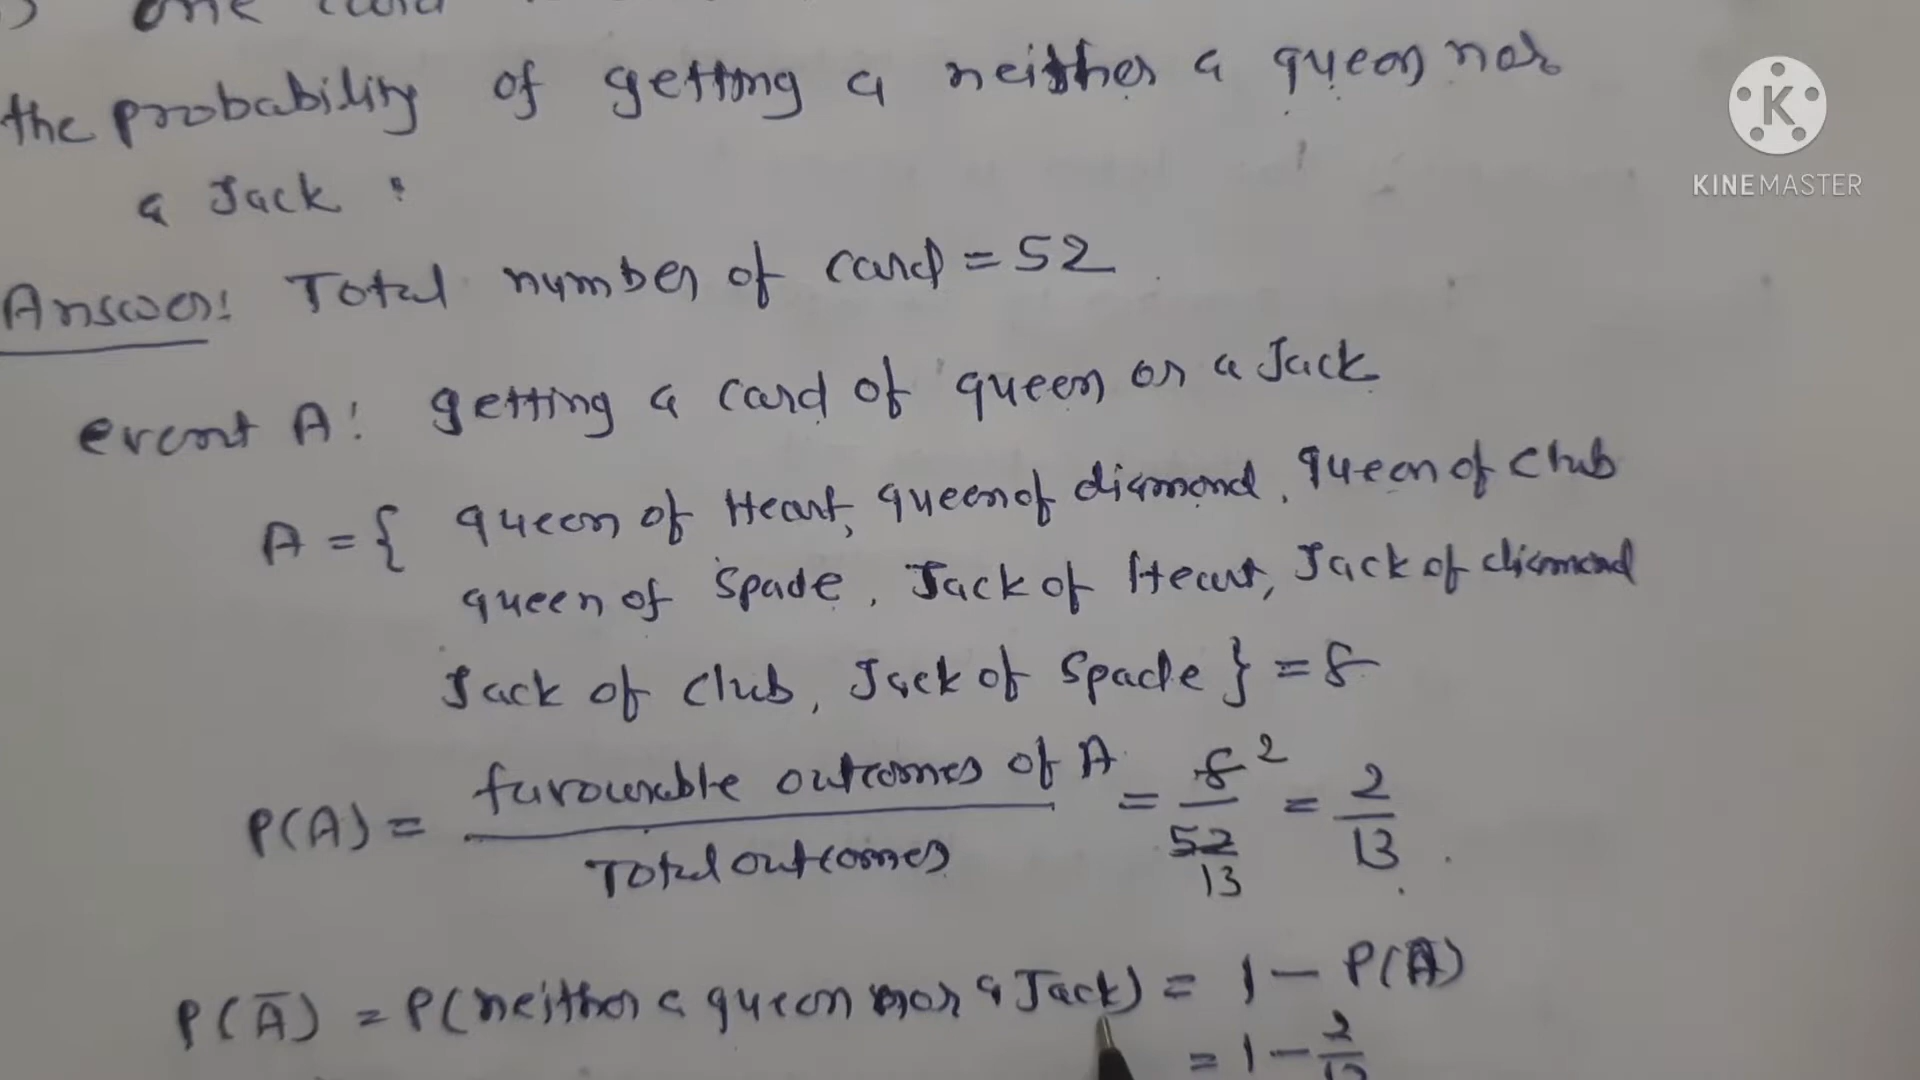 one card
the probability of getting a neither a queen nor
a Jack :
Answer: Total number of card = 52
event A: getting a card of queen or a Jack
A = { queen of Heart, queen of diamond, queen of Club
queen of Spade, Jack of Heart, Jack of diamond
Jack of Club, Jack of Spade } = 8
P(A) = favourable outcomes of A / Total outcomes = 8 2 / 52 13 = 2 / 13 .
P(Ā) = P(neither a queen nor a Jack) = 1 - P(A)
= 1 - 2 / 13
K
KINEMASTER